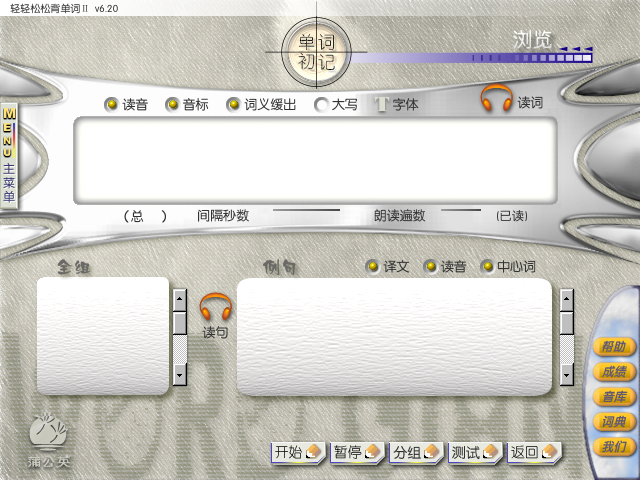 轻轻松松背单词II v6.20
单词
初记
浏览
读音 音标 词义缓出 大写 T 字体 读词
MENU
主菜单
(总 ) 间隔秒数 朗读遍数 (已读)
全组 例句 译文 读音 中心词
读句
帮助
成绩
音库
词典
我们
蒲公英
开始 暂停 分组 测试 返回